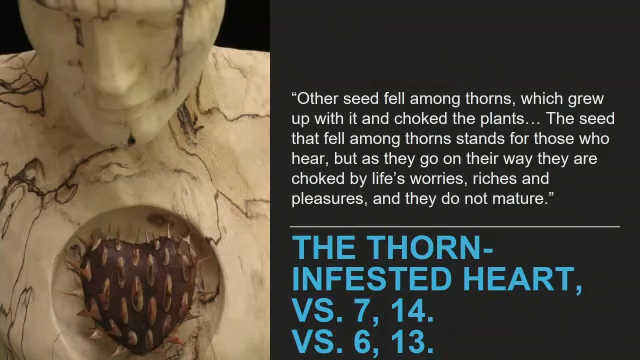 “Other seed fell among thorns, which grew
up with it and choked the plants… The seed
that fell among thorns stands for those who
hear, but as they go on their way they are
choked by life’s worries, riches and
pleasures, and they do not mature.”
THE THORN-
INFESTED HEART,
VS. 7, 14.
VS. 6, 13.